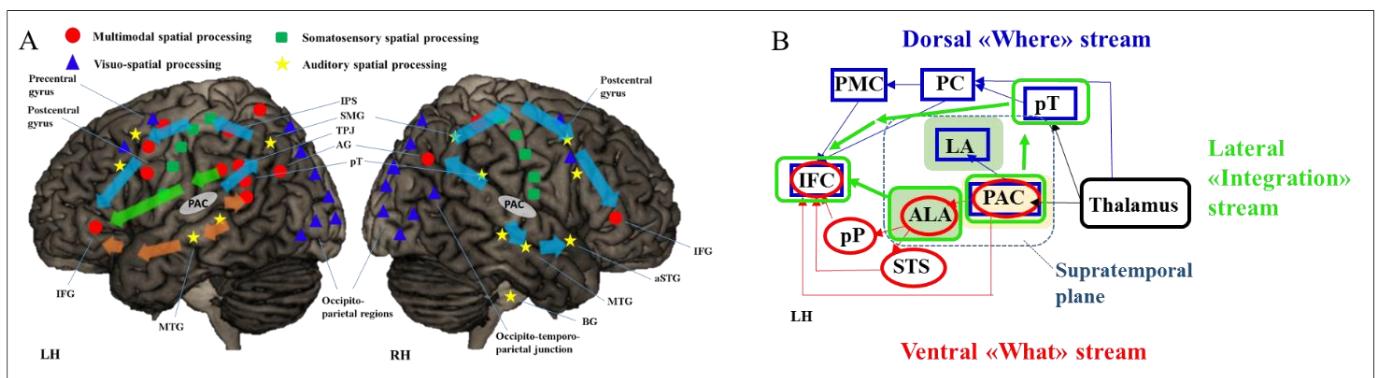 A
Multimodal spatial processing
Somatosensory spatial processing
Visuo-spatial processing
Auditory spatial processing
Precentral
gyrus
Postcentral
gyrus
IPS
SMG
TPJ
AG
pT
Postcentral
gyrus
PAC
PAC
IFG
MTG
LH
Occipito-
parietal regions
RH
Occipito-temporo-
parietal junction
BG
MTG
aSTG
IFG
B
Dorsal «Where» stream
PMC
PC
pT
LA
IFC
PAC
ALA
Thalamus
pP
STS
Lateral
«Integration»
stream
Supratemporal
plane
LH
Ventral «What» stream